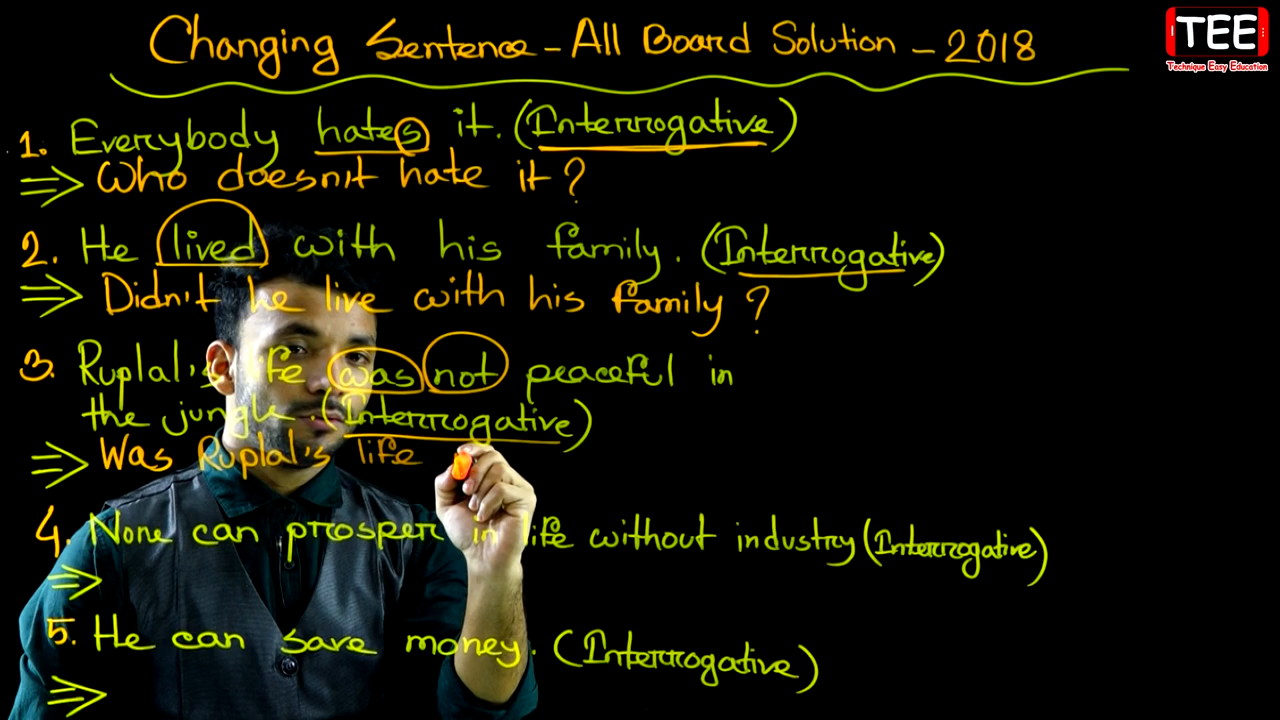 Changing Sentence - All Board Solution - 2018
TEE
Technique Easy Education
1. Everybody hates it. (Interrogative)
⇒ Who doesn't hate it?
2. He lived with his family. (Interrogative)
⇒ Didn't he live with his family?
3. Ruplal's life was not peaceful in
the jungle. (Interrogative)
⇒ Was Ruplal's life
4. None can prosper in life without industry (Interrogative)
⇒
5. He can save money. (Interrogative)
⇒